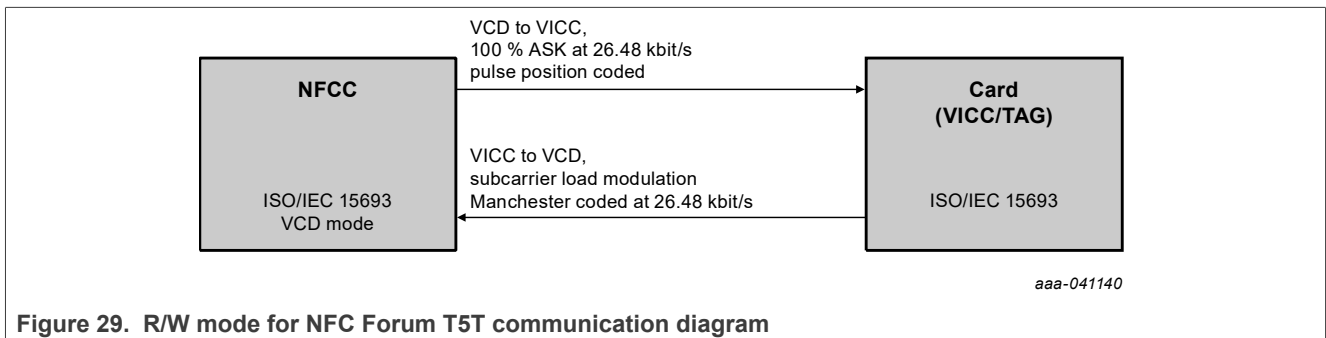 VCD to VICC,
100 % ASK at 26.48 kbit/s
pulse position coded
NFCC
Card
(VICC/TAG)
VICC to VCD,
subcarrier load modulation
Manchester coded at 26.48 kbit/s
ISO/IEC 15693
VCD mode
ISO/IEC 15693
aaa-041140
Figure 29. R/W mode for NFC Forum T5T communication diagram